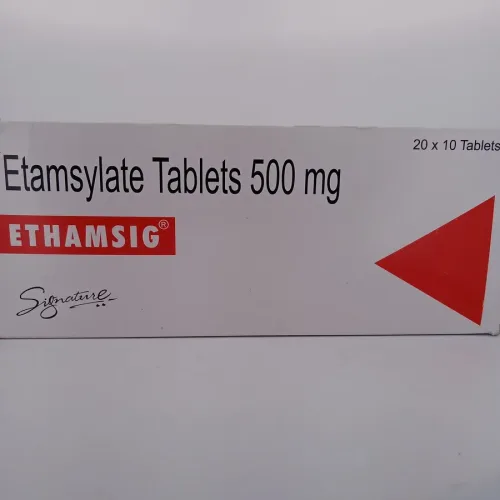 20 x 10 Tablets
Etamsylate Tablets 500 mg
ETHAMSIG®
Signature